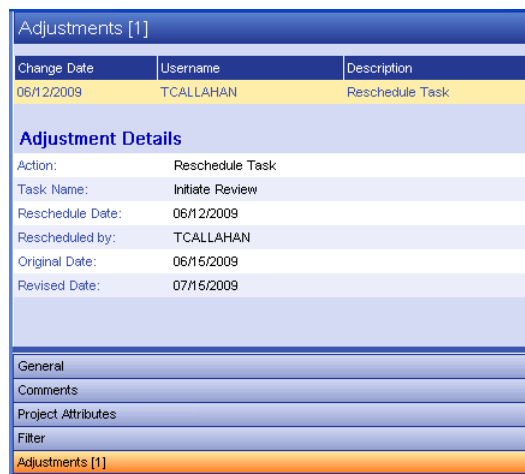 Adjustments [1]
Change Date Username Description
06/12/2009 TCALLAHAN Reschedule Task
Adjustment Details
Action: Reschedule Task
Task Name: Initiate Review
Reschedule Date: 06/12/2009
Rescheduled by: TCALLAHAN
Original Date: 06/15/2009
Revised Date: 07/15/2009
General
Comments
Project Attributes
Filter
Adjustments [1]